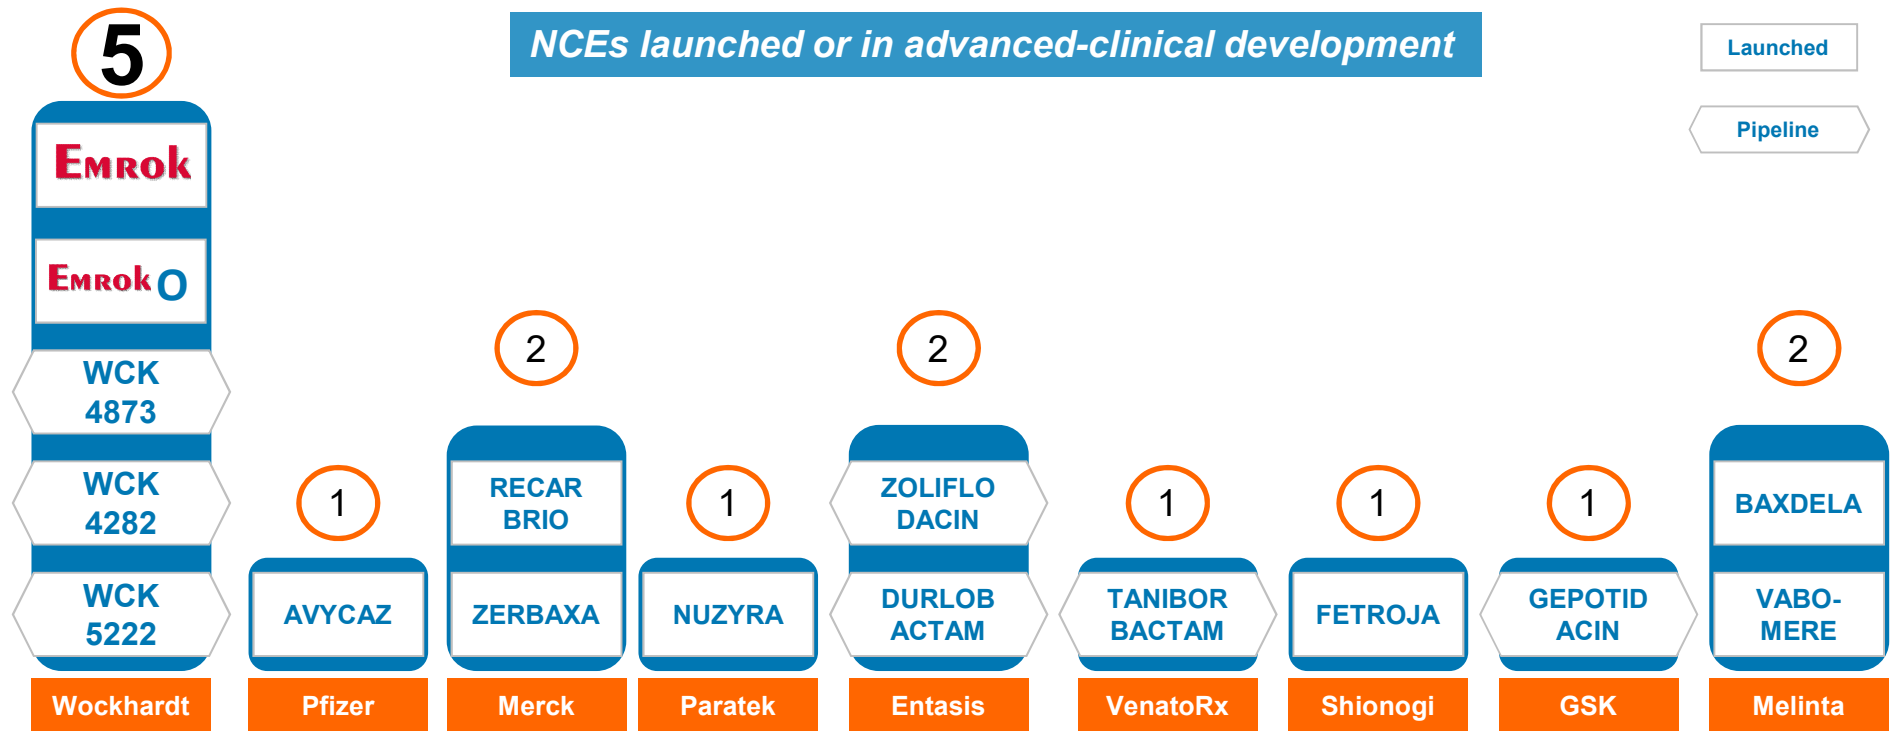 5
NCEs launched or in advanced-clinical development
Launched
Pipeline
EMROK
EMROK O
WCK
4873
WCK
4282
WCK
5222
Wockhardt
1
AVYCAZ
Pfizer
2
RECAR
BRIO
ZERBAXA
Merck
1
NUZYRA
Paratek
2
ZOLIFLO
DACIN
DURLOB
ACTAM
Entasis
1
TANIBOR
BACTAM
VenatoRx
1
FETROJA
Shionogi
1
GEPOTID
ACIN
GSK
2
BAXDELA
VABO-
MERE
Melinta